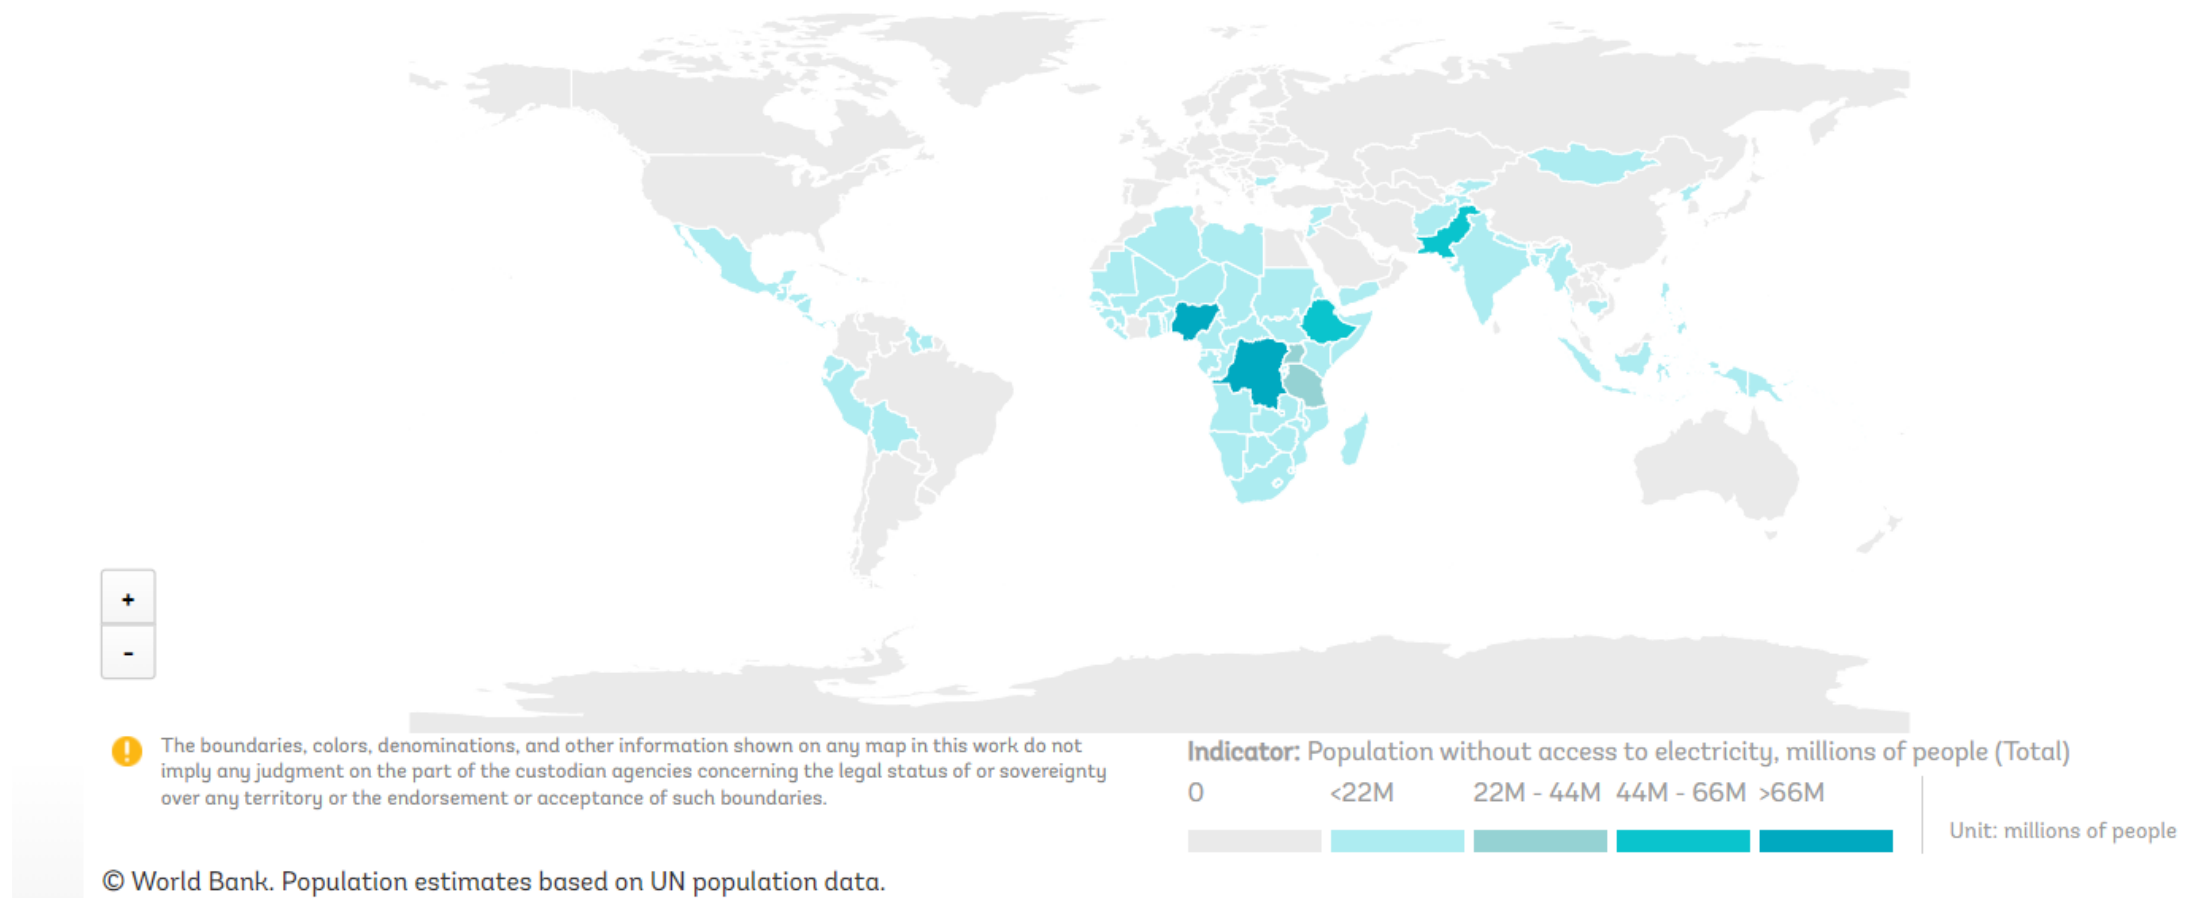 +
-
The boundaries, colors, denominations, and other information shown on any map in this work do not
imply any judgment on the part of the custodian agencies concerning the legal status of or sovereignty
over any territory or the endorsement or acceptance of such boundaries.
© World Bank. Population estimates based on UN population data.
Indicator: Population without access to electricity, millions of people (Total)
0 <22M 22M - 44M 44M - 66M >66M
Unit: millions of people